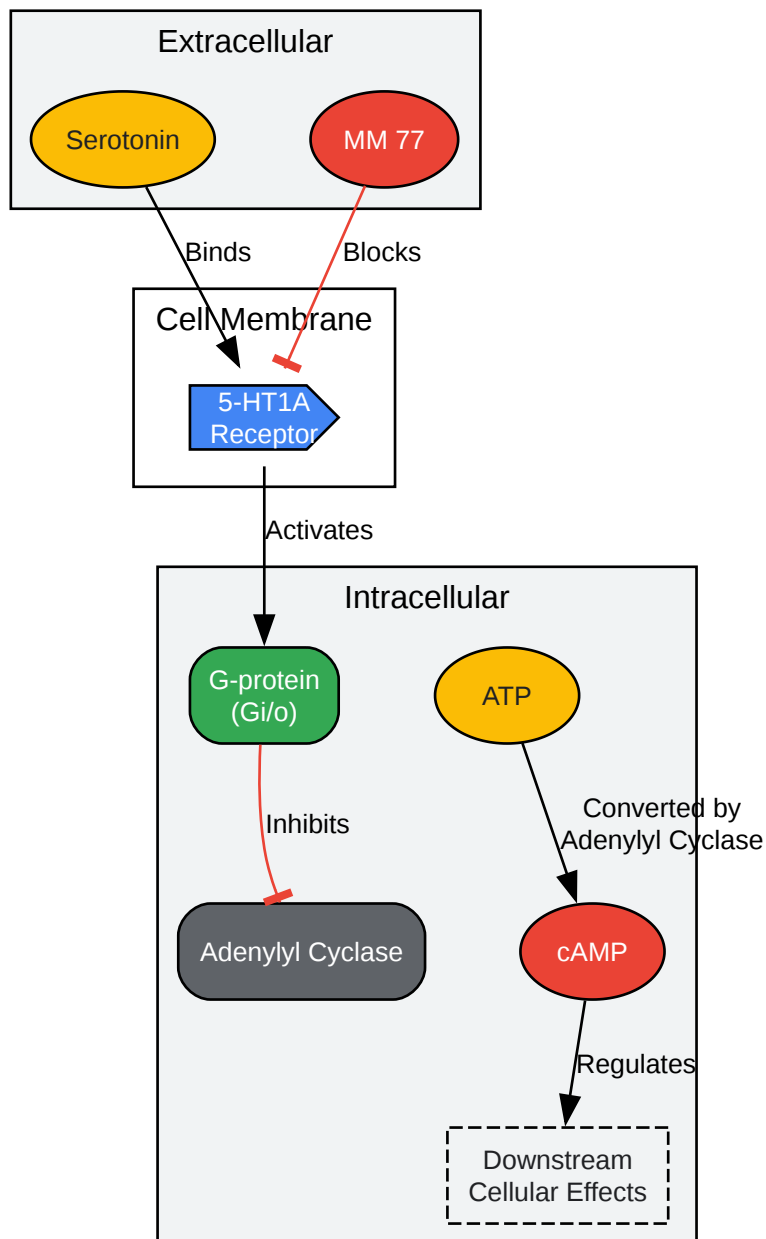 Extracellular
Serotonin
MM 77
Binds
Blocks
Cell Membrane
5-HT1A
Receptor
Activates
Intracellular
G-protein
(Gi/o)
ATP
Inhibits
Converted by
Adenylyl Cyclase
Adenylyl Cyclase
cAMP
Regulates
Downstream
Cellular Effects